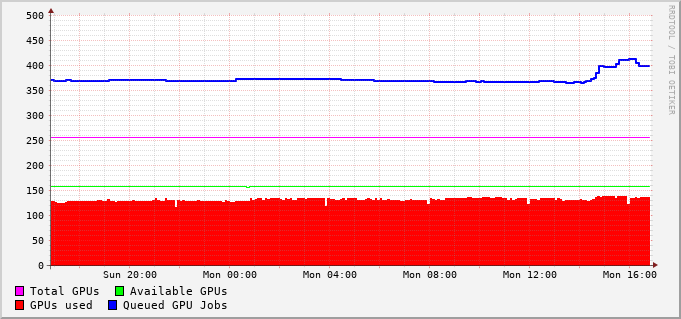 500
450
400
350
300
250
200
150
100
50
0
Sun 20:00 Mon 00:00 Mon 04:00 Mon 08:00 Mon 12:00 Mon 16:00
Total GPUs Available GPUs
GPUs used Queued GPU Jobs
RRDTOOL / TOBI OETIKER